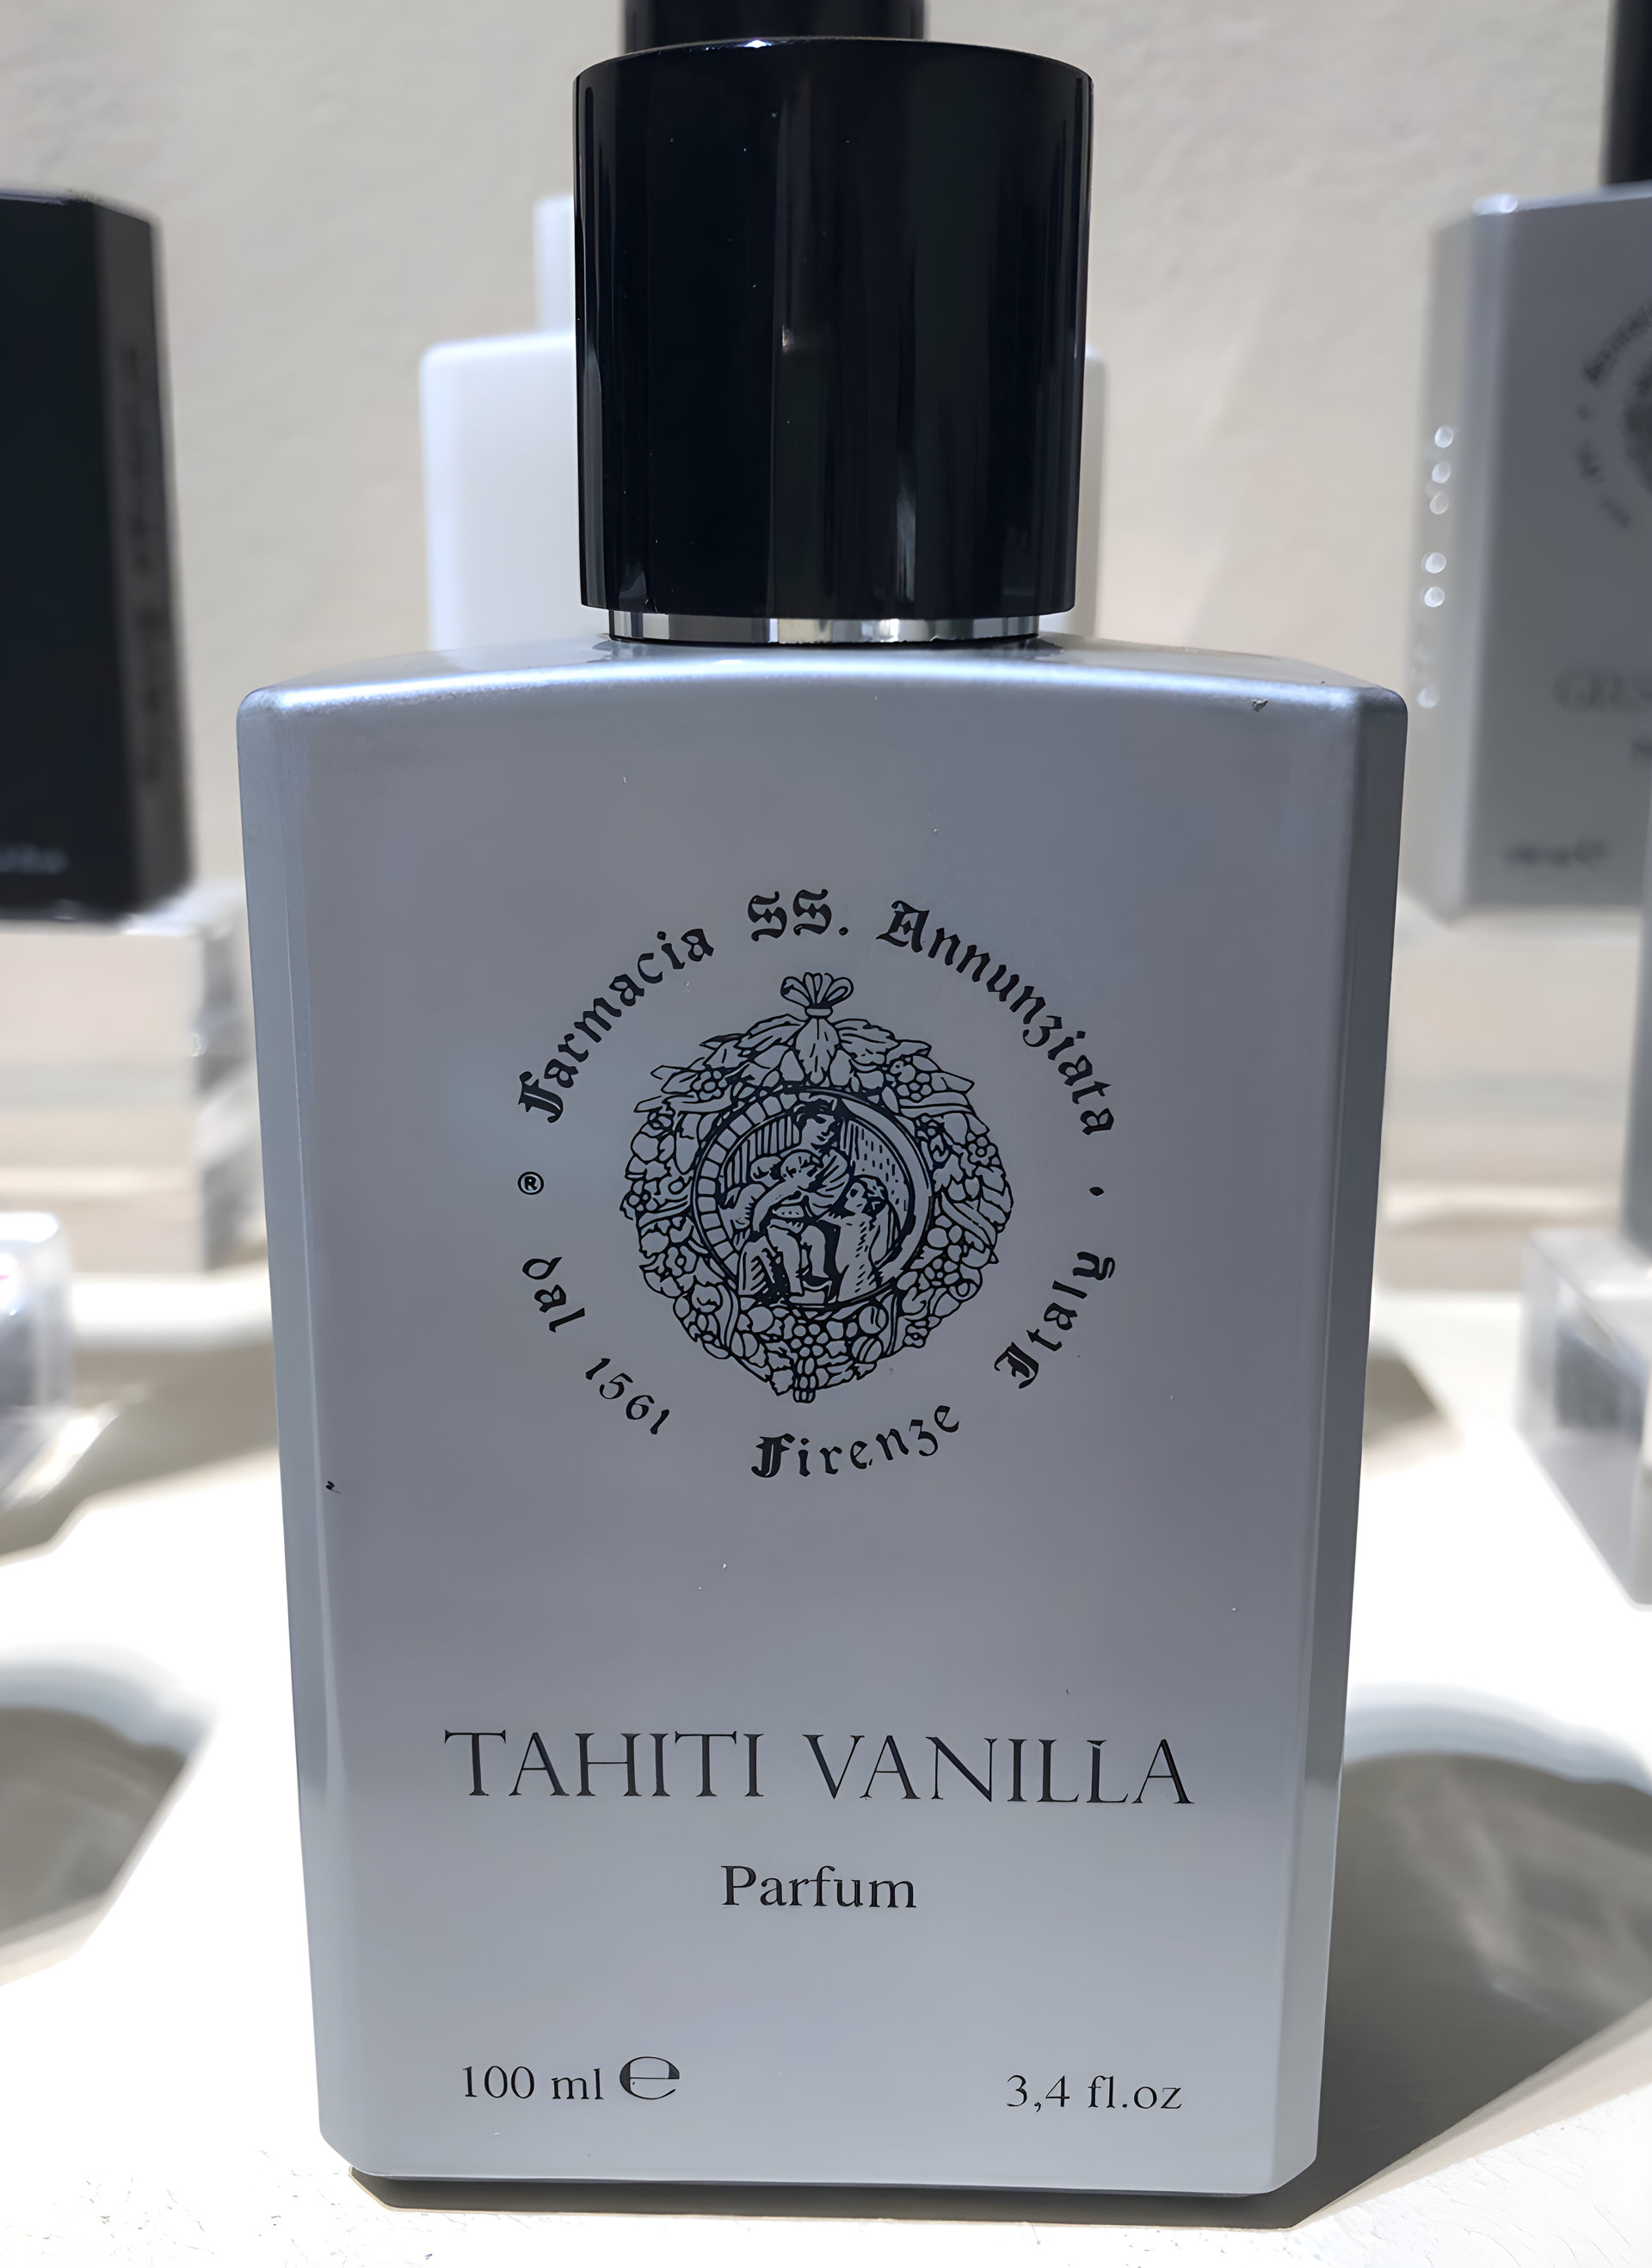 Farmacia SS. Annunziata
·
Firenze Italy
dal 1561
®
TAHITI VANILLA
Parfum
100 ml ℮
3,4 fl.oz